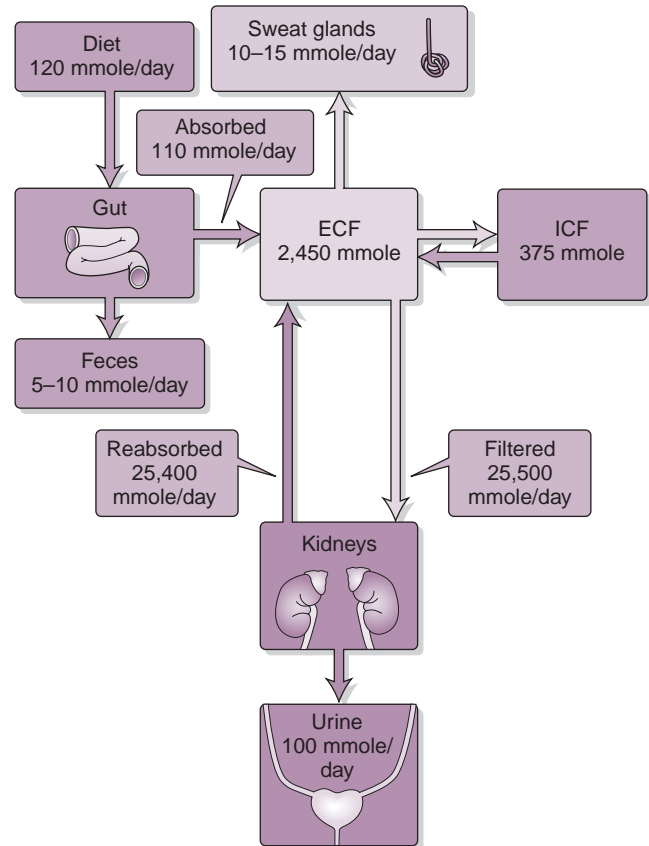 Diet
120 mmole/day
Sweat glands
10–15 mmole/day
Absorbed
110 mmole/day
Gut
ECF
2,450 mmole
ICF
375 mmole
Feces
5–10 mmole/day
Reabsorbed
25,400
mmole/day
Filtered
25,500
mmole/day
Kidneys
Urine
100 mmole/
day